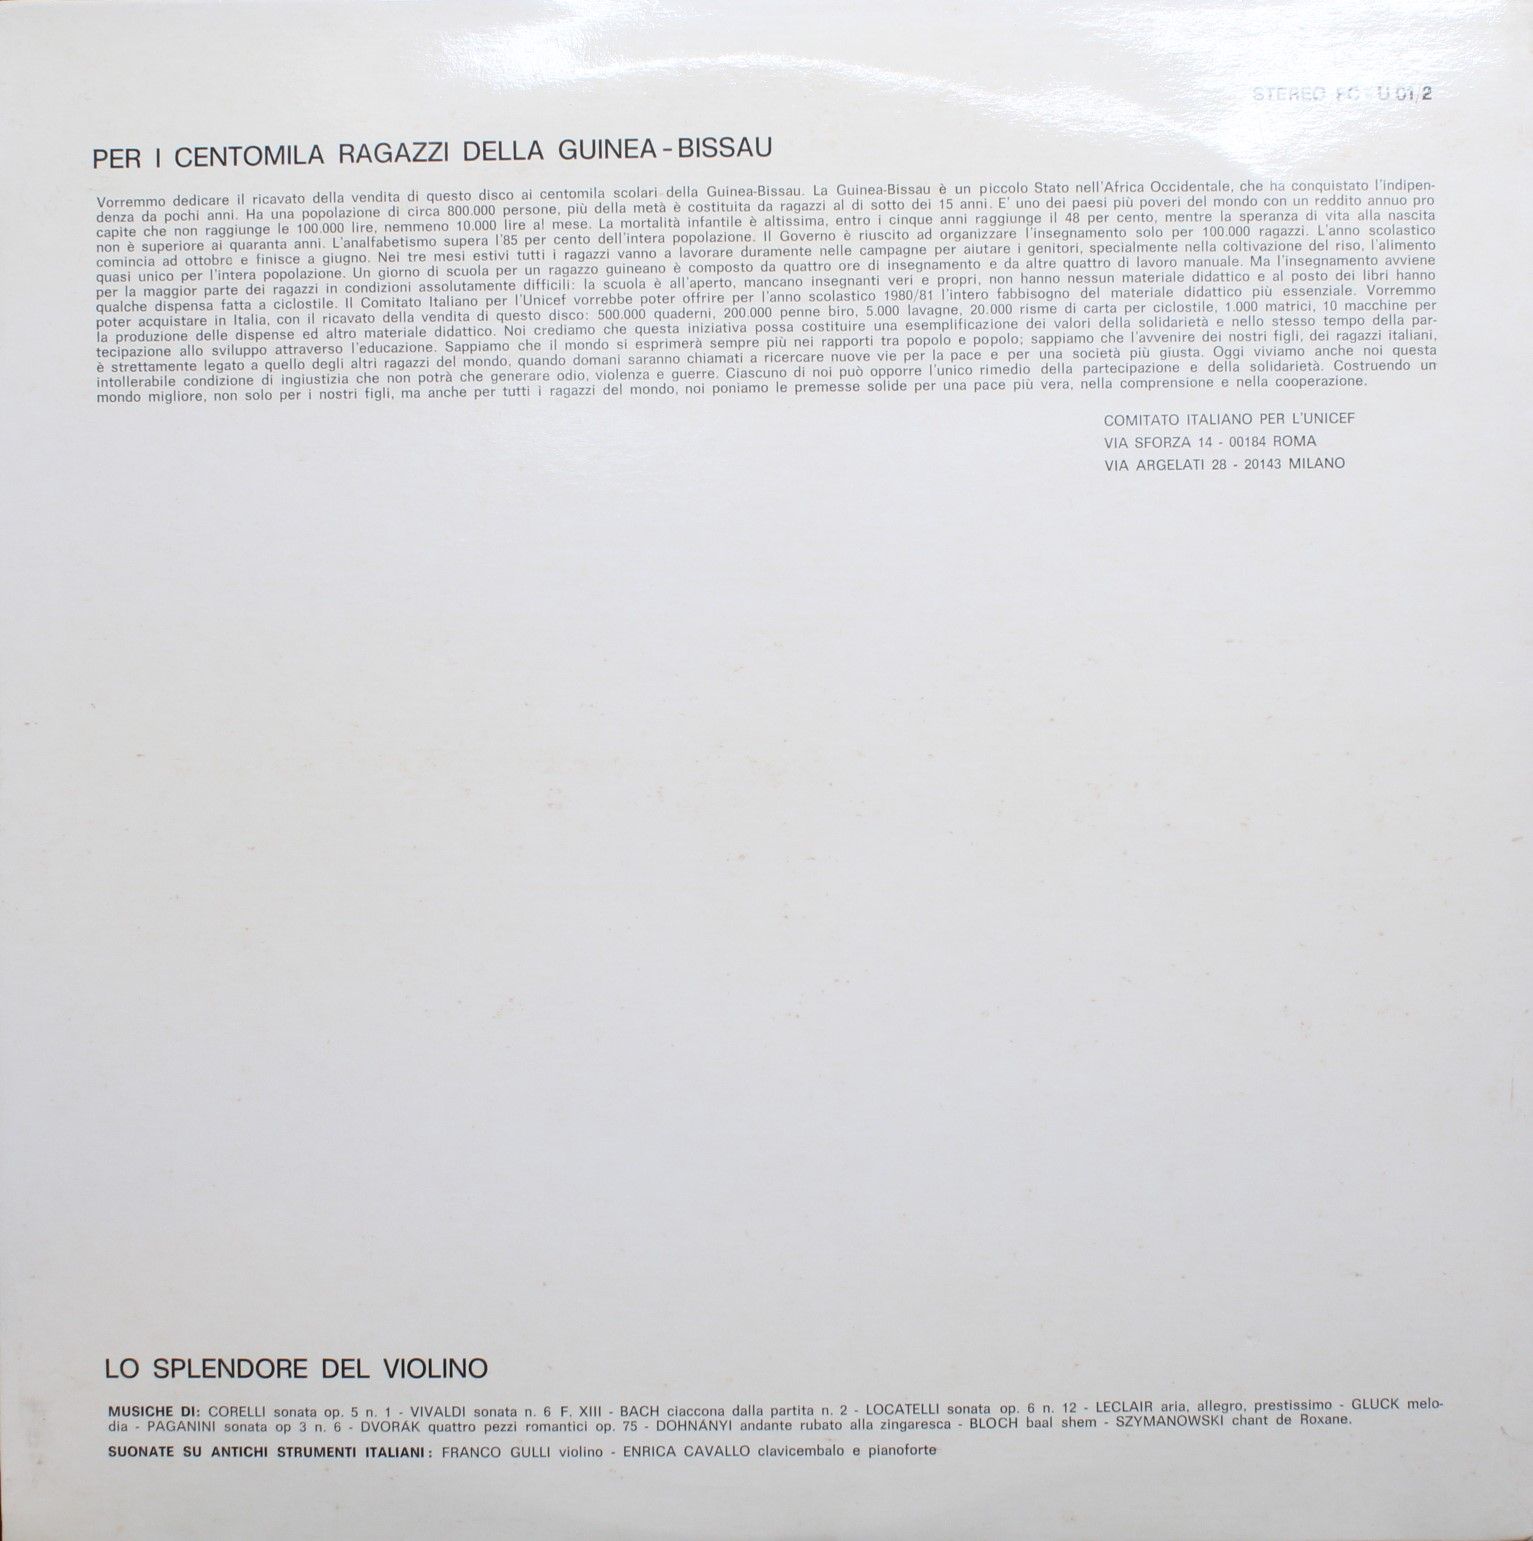 STEREO FC - U 01/2
PER I CENTOMILA RAGAZZI DELLA GUINEA-BISSAU
Vorremmo dedicare il ricavato della vendita di questo disco ai centomila scolari della Guinea-Bissau. La Guinea-Bissau è un piccolo Stato nell'Africa Occidentale, che ha conquistato l'indipen-
denza da pochi anni. Ha una popolazione di circa 800.000 persone, più della metà è costituita da ragazzi al di sotto dei 15 anni. E' uno dei paesi più poveri del mondo con un reddito annuo pro
capite che non raggiunge le 100.000 lire, nemmeno 10.000 lire al mese. La mortalità infantile è altissima, entro i cinque anni raggiunge il 48 per cento, mentre la speranza di vita alla nascita
non è superiore ai quaranta anni. L'analfabetismo supera l'85 per cento dell'intera popolazione. Il Governo è riuscito ad organizzare l'insegnamento solo per 100.000 ragazzi. L'anno scolastico
comincia ad ottobre e finisce a giugno. Nei tre mesi estivi tutti i ragazzi vanno a lavorare duramente nelle campagne per aiutare i genitori, specialmente nella coltivazione del riso, l'alimento
quasi unico per l'intera popolazione. Un giorno di scuola per un ragazzo guineano è composto da quattro ore di insegnamento e da altre quattro di lavoro manuale. Ma l'insegnamento avviene
per la maggior parte dei ragazzi in condizioni assolutamente difficili: la scuola è all'aperto, mancano insegnanti veri e propri, non hanno nessun materiale didattico e al posto dei libri hanno
qualche dispensa fatta a ciclostile. Il Comitato Italiano per l'Unicef vorrebbe poter offrire per l'anno scolastico 1980/81 l'intero fabbisogno del materiale didattico più essenziale. Vorremmo
poter acquistare in Italia, con il ricavato della vendita di questo disco: 500.000 quaderni, 200.000 penne biro, 5.000 lavagne, 20.000 risme di carta per ciclostile, 1.000 matrici, 10 macchine per
la produzione delle dispense ed altro materiale didattico. Noi crediamo che questa iniziativa possa costituire una esemplificazione dei valori della solidarietà e nello stesso tempo della par-
tecipazione allo sviluppo attraverso l'educazione. Sappiamo che il mondo si esprimerà sempre più nei rapporti tra popolo e popolo; sappiamo che l'avvenire dei nostri figli, dei ragazzi italiani,
è strettamente legato a quello degli altri ragazzi del mondo, quando domani saranno chiamati a ricercare nuove vie per la pace e per una società più giusta. Oggi viviamo anche noi questa
intollerabile condizione di ingiustizia che non potrà che generare odio, violenza e guerre. Ciascuno di noi può opporre l'unico rimedio della partecipazione e della solidarietà. Costruendo un
mondo migliore, non solo per i nostri figli, ma anche per tutti i ragazzi del mondo, noi poniamo le premesse solide per una pace più vera, nella comprensione e nella cooperazione.
COMITATO ITALIANO PER L'UNICEF
VIA SFORZA 14 - 00184 ROMA
VIA ARGELATI 28 - 20143 MILANO
LO SPLENDORE DEL VIOLINO
MUSICHE DI: CORELLI sonata op. 5 n. 1 - VIVALDI sonata n. 6 F. XIII - BACH ciaccona dalla partita n. 2 - LOCATELLI sonata op. 6 n. 12 - LECLAIR aria, allegro, prestissimo - GLUCK melo-
dia - PAGANINI sonata op 3 n. 6 - DVORÁK quattro pezzi romantici op. 75 - DOHNÁNYI andante rubato alla zingaresca - BLOCH baal shem - SZYMANOWSKI chant de Roxane.
SUONATE SU ANTICHI STRUMENTI ITALIANI: FRANCO GULLI violino - ENRICA CAVALLO clavicembalo e pianoforte